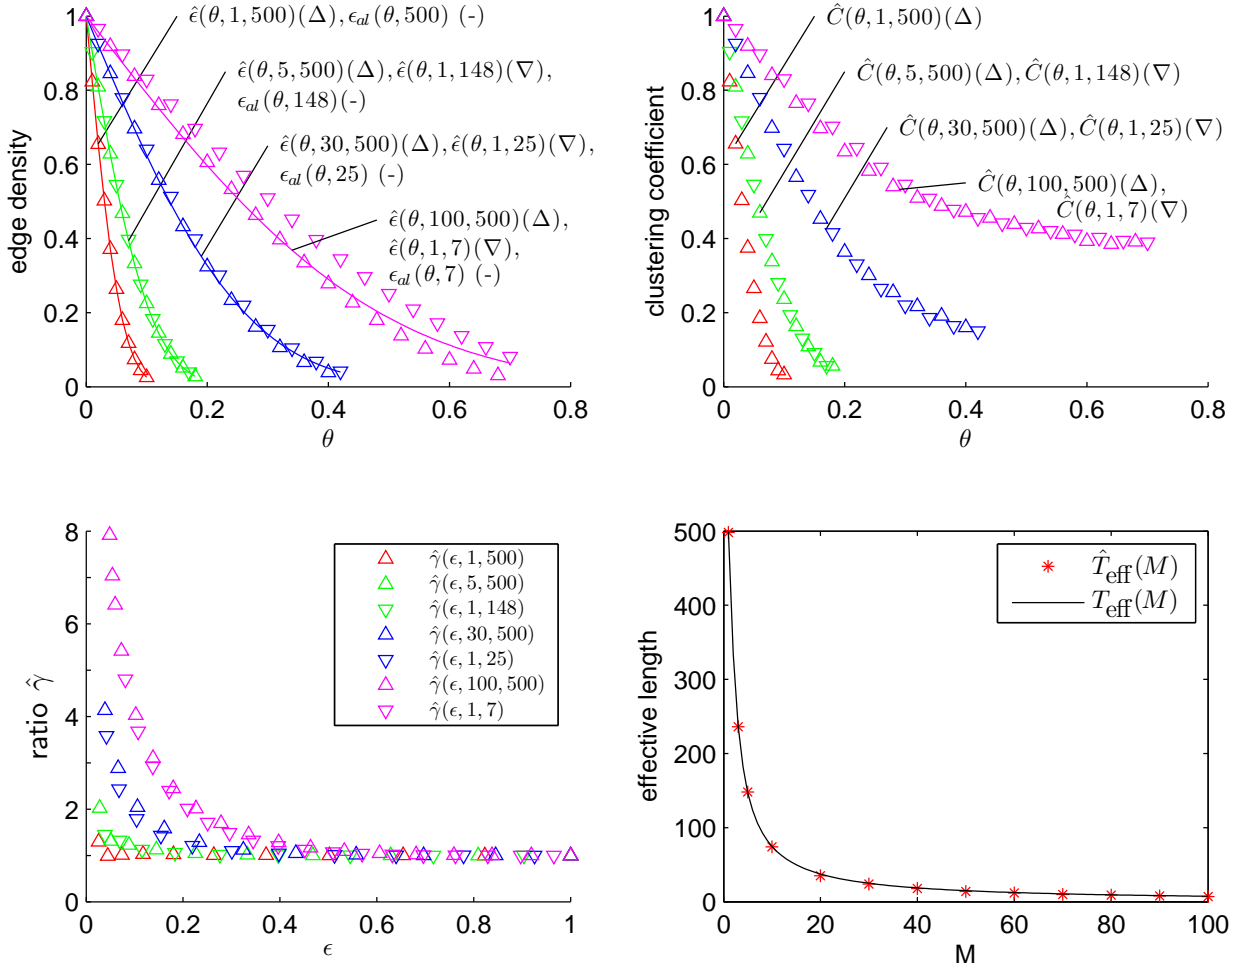 1
0.8
0.6
0.4
0.2
0
edge density
0
0.2
0.4
0.6
0.8
θ
ε̂(θ, 1, 500)(Δ), ε_al(θ, 500) (-)
ε̂(θ, 5, 500)(Δ), ε̂(θ, 1, 148)(∇),
ε_al(θ, 148)(-)
ε̂(θ, 30, 500)(Δ), ε̂(θ, 1, 25)(∇),
ε_al(θ, 25) (-)
ε̂(θ, 100, 500)(Δ),
ε̂(θ, 1, 7)(∇),
ε_al(θ, 7) (-)
1
0.8
0.6
0.4
0.2
0
clustering coefficient
0
0.2
0.4
0.6
0.8
θ
Ĉ(θ, 1, 500)(Δ)
Ĉ(θ, 5, 500)(Δ), Ĉ(θ, 1, 148)(∇)
Ĉ(θ, 30, 500)(Δ), Ĉ(θ, 1, 25)(∇)
Ĉ(θ, 100, 500)(Δ),
Ĉ(θ, 1, 7)(∇)
8
6
4
2
0
ratio γ̂
0
0.2
0.4
0.6
0.8
1
ϵ
γ̂(ϵ, 1, 500)
γ̂(ϵ, 5, 500)
γ̂(ϵ, 1, 148)
γ̂(ϵ, 30, 500)
γ̂(ϵ, 1, 25)
γ̂(ϵ, 100, 500)
γ̂(ϵ, 1, 7)
500
400
300
200
100
0
effective length
0
20
40
60
80
100
M
T̂_eff(M)
T_eff(M)